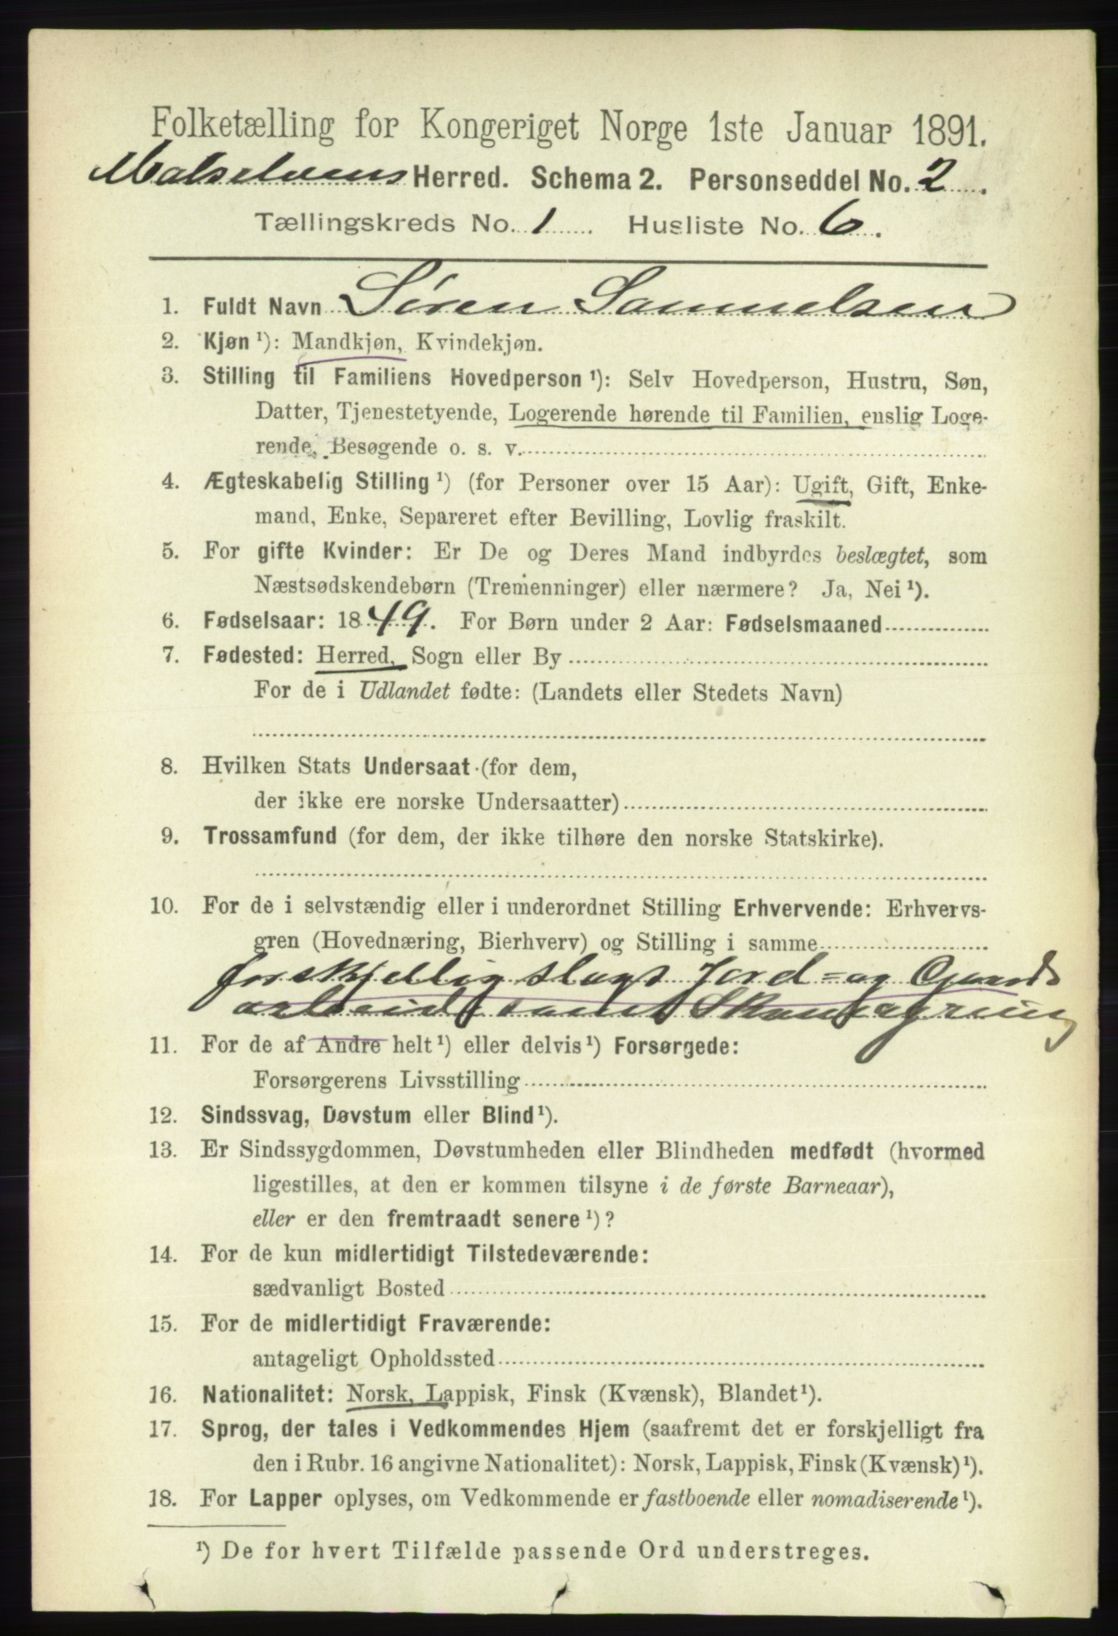 Folketælling for Kongeriget Norge 1ste Januar 1891.
Malselvens Herred. Schema 2. Personseddel No. 2.
Tællingskreds No. 1. Husliste No. 6.
1. Fuldt Navn Søren Samuelsen
2. Kjøn ¹): Mandkjøn, Kvindekjøn.
3. Stilling til Familiens Hovedperson ¹): Selv Hovedperson, Hustru, Søn,
Datter, Tjenestetyende, Logerende hørende til Familien, enslig Loge-
rende, Besøgende o. s. v.
4. Ægteskabelig Stilling ¹) (for Personer over 15 Aar): Ugift, Gift, Enke-
mand, Enke, Separeret efter Bevilling, Lovlig fraskilt.
5. For gifte Kvinder: Er De og Deres Mand indbyrdes beslægtet, som
Næstsødskendebørn (Tremenninger) eller nærmere? Ja, Nei ¹).
6. Fødselsaar: 1849. For Børn under 2 Aar: Fødselsmaaned
7. Fødested: Herred, Sogn eller By
For de i Udlandet fødte: (Landets eller Stedets Navn)
8. Hvilken Stats Undersaat (for dem,
der ikke ere norske Undersaatter)
9. Trossamfund (for dem, der ikke tilhøre den norske Statskirke).
10. For de i selvstændig eller i underordnet Stilling Erhvervende: Erhvervs-
gren (Hovednæring, Bierhverv) og Stilling i samme
forskjellig slags Jord- og Gaards
arbeide samt Skomagring
11. For de af Andre helt ¹) eller delvis ¹) Forsørgede:
Forsørgerens Livsstilling
12. Sindssvag, Døvstum eller Blind ¹).
13. Er Sindssygdommen, Døvstumheden eller Blindheden medfødt (hvormed
ligestilles, at den er kommen tilsyne i de første Barneaar),
eller er den fremtraadt senere ¹)?
14. For de kun midlertidigt Tilstedeværende:
sædvanligt Bosted
15. For de midlertidigt Fraværende:
antageligt Opholdssted
16. Nationalitet: Norsk, Lappisk, Finsk (Kvænsk), Blandet ¹).
17. Sprog, der tales i Vedkommendes Hjem (saafremt det er forskjelligt fra
den i Rubr. 16 angivne Nationalitet): Norsk, Lappisk, Finsk (Kvænsk) ¹).
18. For Lapper oplyses, om Vedkommende er fastboende eller nomadiserende ¹).
¹) De for hvert Tilfælde passende Ord understreges.